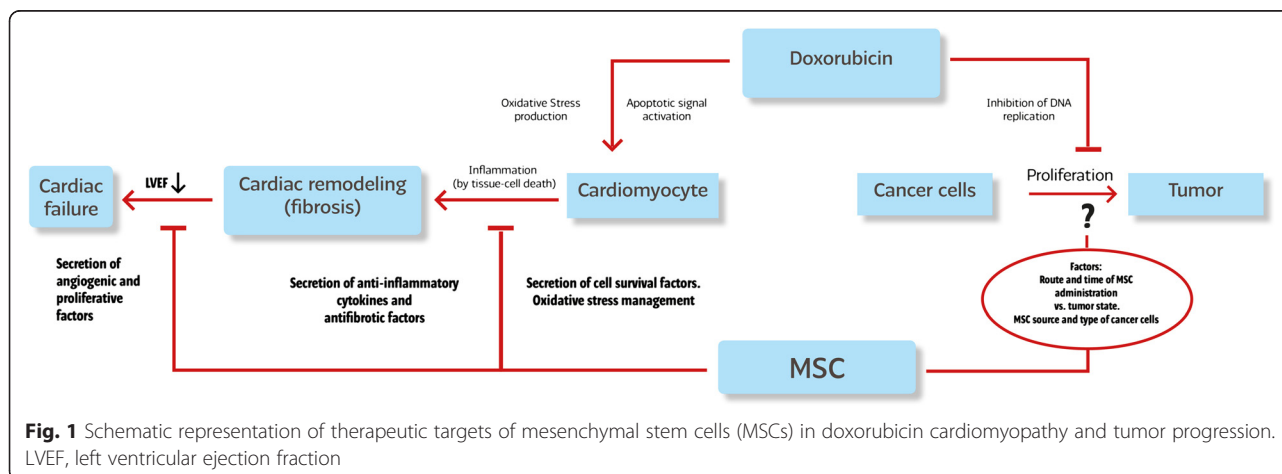 Doxorubicin
Oxidative Stress
production
Apoptotic signal
activation
Inhibition of DNA
replication
Cardiac
failure
LVEF ↓
Cardiac remodeling
(fibrosis)
Inflammation
(by tissue-cell death)
Cardiomyocyte
Cancer cells
Proliferation
Tumor
?
Secretion of
angiogenic and
proliferative
factors
Secretion of anti-inflammatory
cytokines and
antifibrotic factors
Secretion of cell survival factors.
Oxidative stress management
Factors:
Route and time of MSC
administration
vs. tumor state.
MSC source and type of cancer cells
MSC
Fig. 1 Schematic representation of therapeutic targets of mesenchymal stem cells (MSCs) in doxorubicin cardiomyopathy and tumor progression.
LVEF, left ventricular ejection fraction